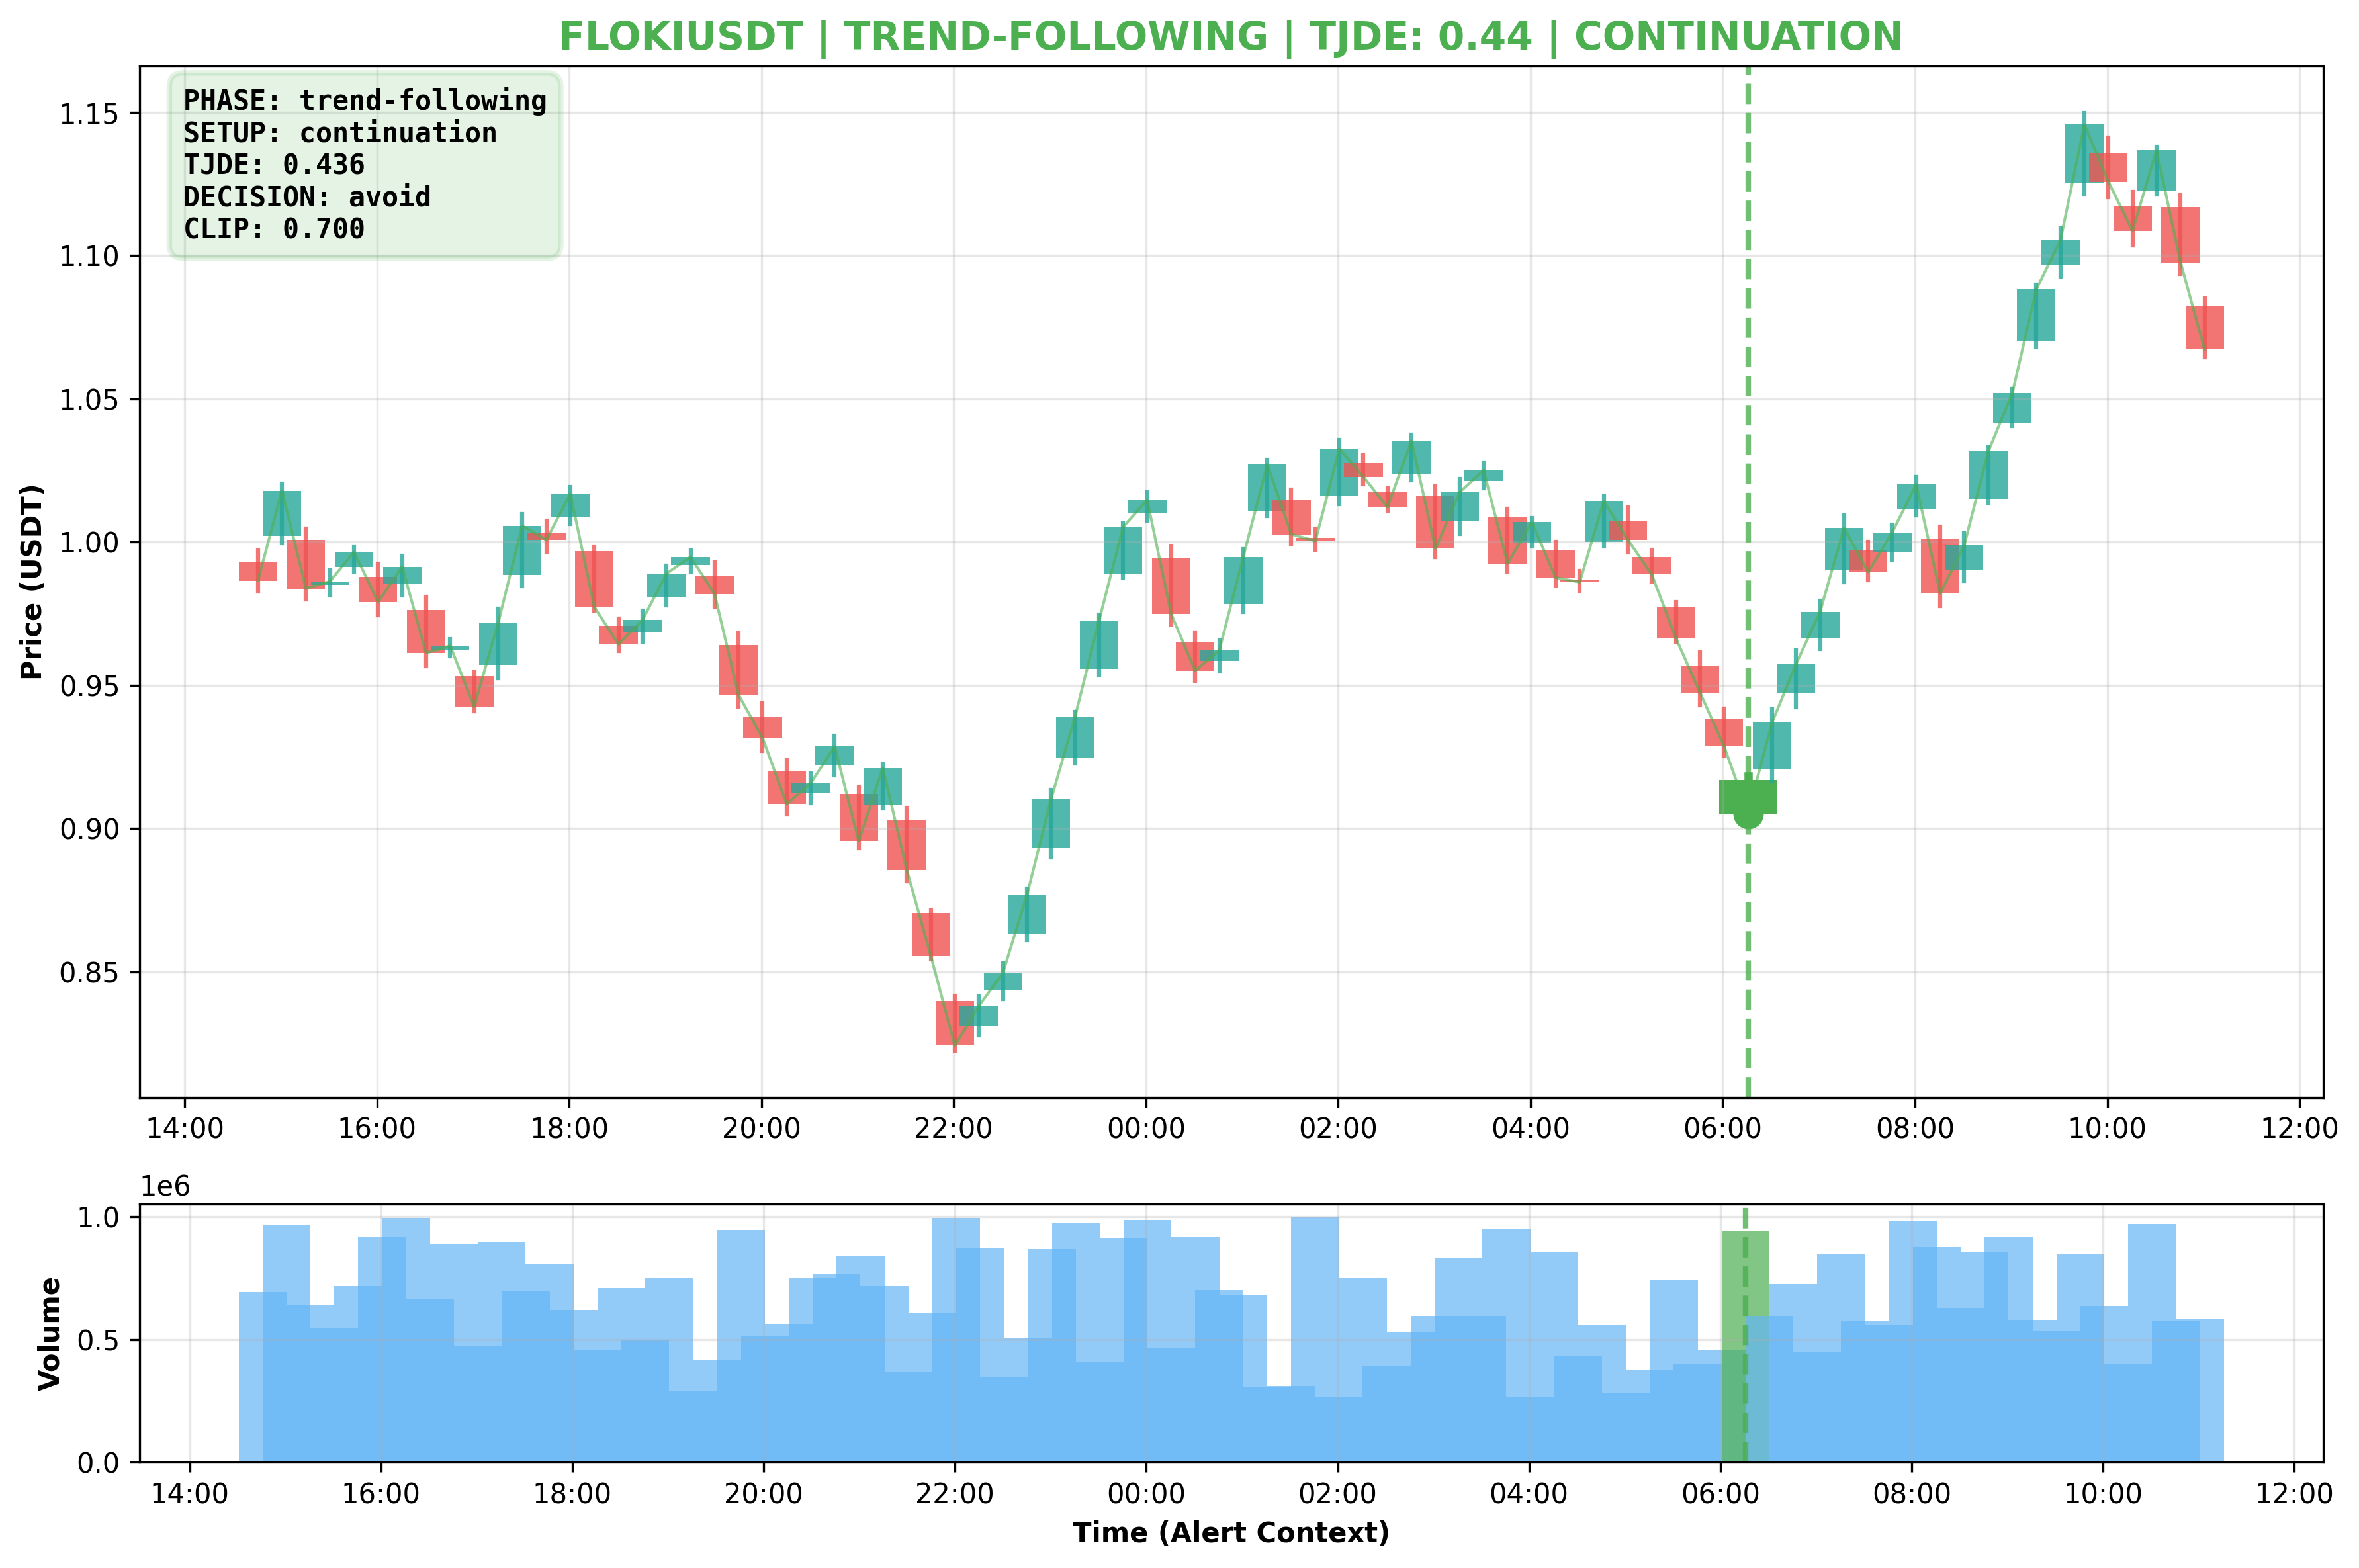 FLOKIUSDT | TREND-FOLLOWING | TJDE: 0.44 | CONTINUATION
PHASE: trend-following
SETUP: continuation
TJDE: 0.436
DECISION: avoid
CLIP: 0.700
Price (USDT)
1.15
1.10
1.05
1.00
0.95
0.90
0.85
14:00 16:00 18:00 20:00 22:00 00:00 02:00 04:00 06:00 08:00 10:00 12:00
1e6
Volume
1.0
0.5
0.0
14:00 16:00 18:00 20:00 22:00 00:00 02:00 04:00 06:00 08:00 10:00 12:00
Time (Alert Context)